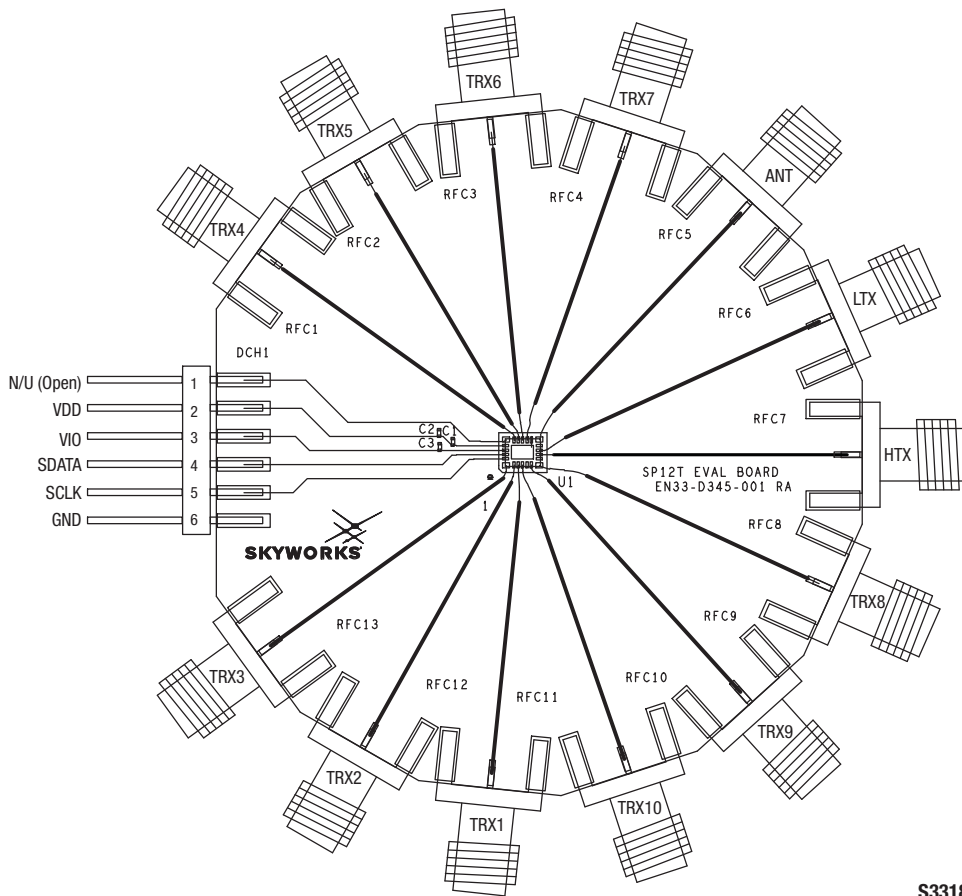 TRX6
TRX7
TRX5
ANT
TRX4
RFC3
RFC4
RFC2
RFC5
LTX
RFC1
RFC6
DCH1
N/U (Open)
1
VDD
2
VIO
3
SDATA
4
SCLK
5
GND
6
C2
C1
C3
RFC7
HTX
U1
1
SP12T EVAL BOARD
EN33-D345-001 RA
SKYWORKS
RFC8
TRX8
RFC13
RFC9
TRX3
RFC12
RFC11
RFC10
TRX9
TRX2
TRX1
TRX10
S3318